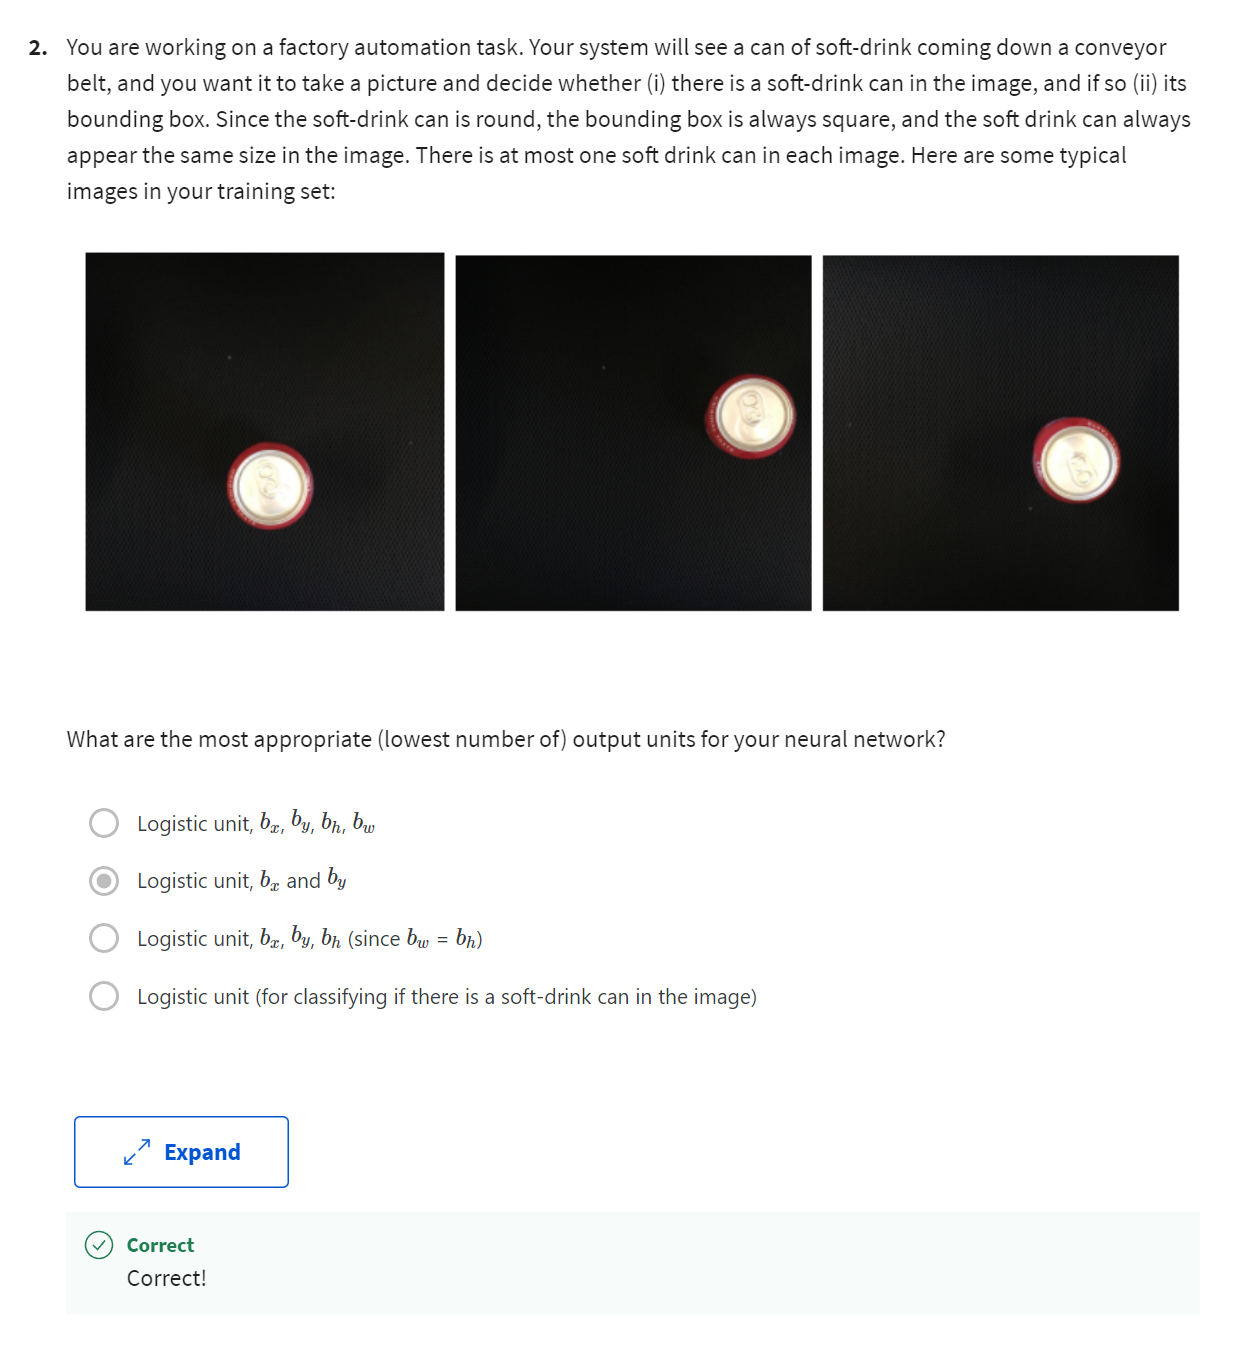 2. You are working on a factory automation task. Your system will see a can of soft-drink coming down a conveyor
belt, and you want it to take a picture and decide whether (i) there is a soft-drink can in the image, and if so (ii) its
bounding box. Since the soft-drink can is round, the bounding box is always square, and the soft drink can always
appear the same size in the image. There is at most one soft drink can in each image. Here are some typical
images in your training set:
What are the most appropriate (lowest number of) output units for your neural network?
Logistic unit, bₓ, b_y, b_h, b_w
Logistic unit, bₓ and b_y
Logistic unit, bₓ, b_y, b_h (since b_w = b_h)
Logistic unit (for classifying if there is a soft-drink can in the image)
Expand
Correct
Correct!